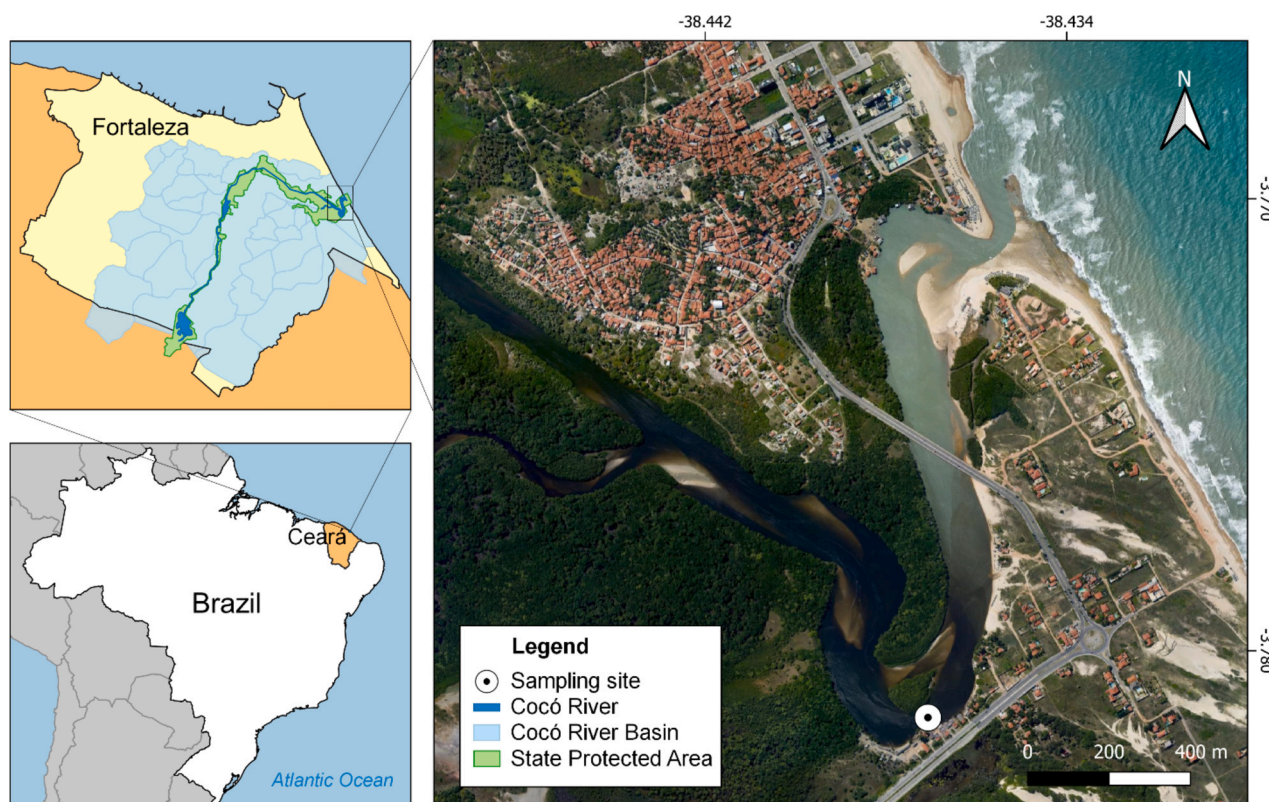 -38.442
-38.434
Fortaleza
N
-3.770
Ceará
Brazil
Atlantic Ocean
-3.780
Legend
Sampling site
Cocó River
Cocó River Basin
State Protected Area
0 200 400 m